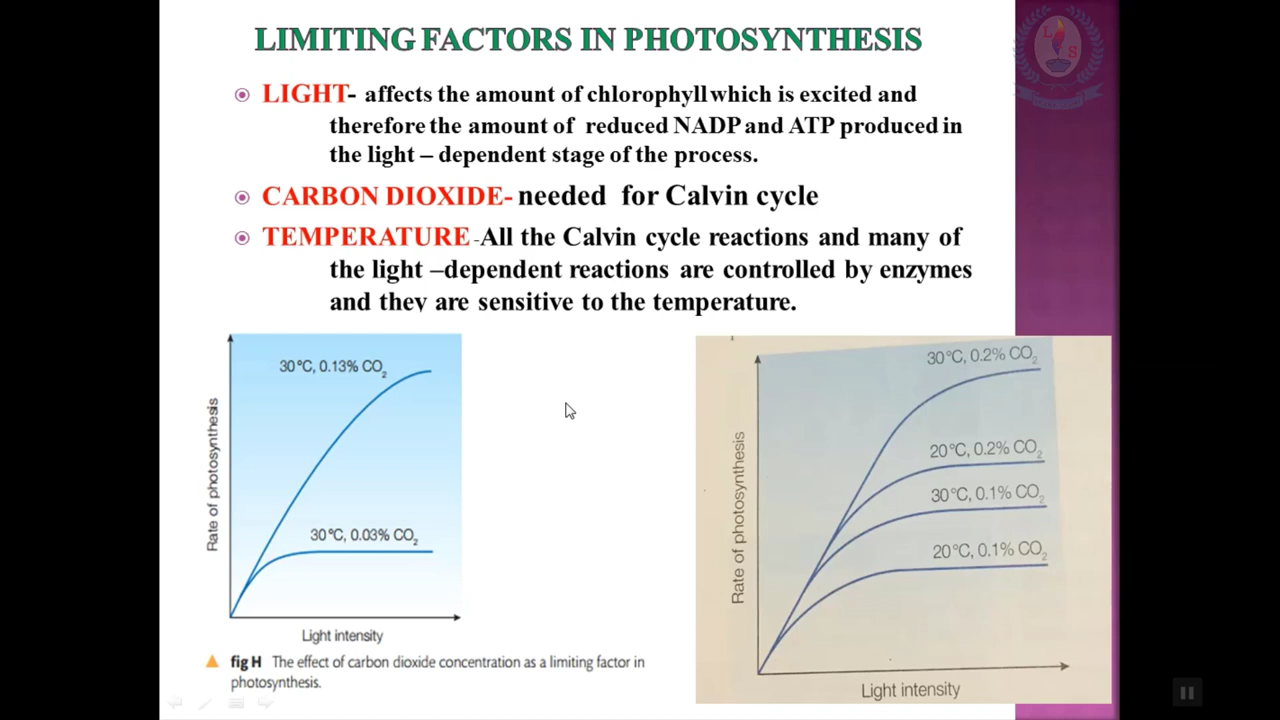 LIMITING FACTORS IN PHOTOSYNTHESIS
LIGHT- affects the amount of chlorophyll which is excited and
therefore the amount of reduced NADP and ATP produced in
the light – dependent stage of the process.
CARBON DIOXIDE- needed for Calvin cycle
TEMPERATURE -All the Calvin cycle reactions and many of
the light –dependent reactions are controlled by enzymes
and they are sensitive to the temperature.
30°C, 0.13% CO₂
30°C, 0.03% CO₂
Rate of photosynthesis
Light intensity
fig H The effect of carbon dioxide concentration as a limiting factor in
photosynthesis.
30°C, 0.2% CO₂
20°C, 0.2% CO₂
30°C, 0.1% CO₂
20°C, 0.1% CO₂
Rate of photosynthesis
Light intensity
L S